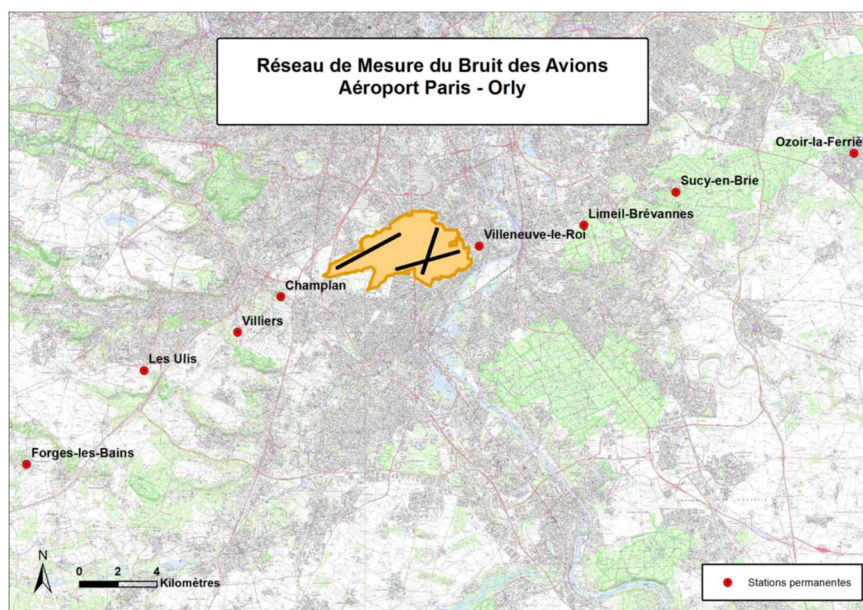 Réseau de Mesure du Bruit des Avions
Aéroport Paris - Orly
Ozoir-la-Ferriè
Sucy-en-Brie
Limeil-Brévannes
Villeneuve-le-Roi
Champlan
Villiers
Les Ulis
Forges-les-Bains
N
0 2 4
Kilomètres
Stations permanentes